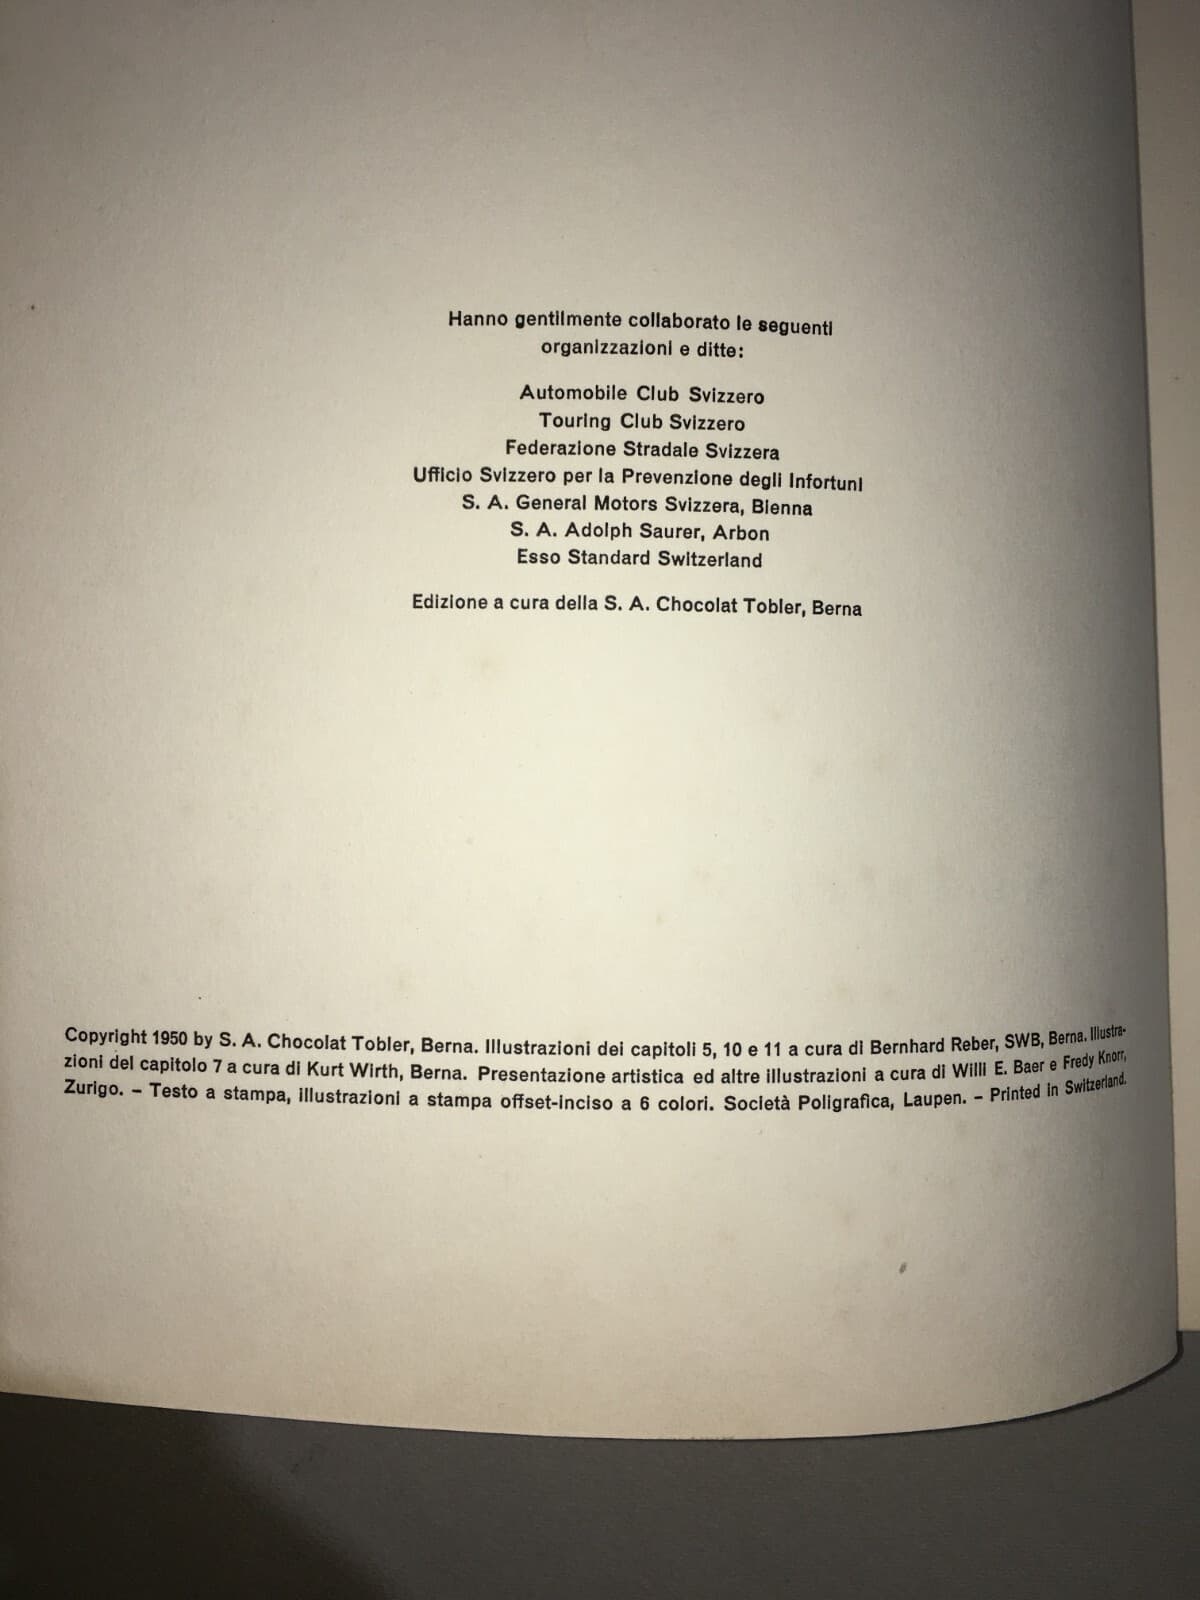 Hanno gentilmente collaborato le seguenti
organizzazioni e ditte:
Automobile Club Svizzero
Touring Club Svizzero
Federazione Stradale Svizzera
Ufficio Svizzero per la Prevenzione degli Infortuni
S. A. General Motors Svizzera, Bienna
S. A. Adolph Saurer, Arbon
Esso Standard Switzerland
Edizione a cura della S. A. Chocolat Tobler, Berna
Copyright 1950 by S. A. Chocolat Tobler, Berna. Illustrazioni dei capitoli 5, 10 e 11 a cura di Bernhard Reber, SWB, Berna. Illustra-
zioni del capitolo 7 a cura di Kurt Wirth, Berna. Presentazione artistica ed altre illustrazioni a cura di Willi E. Baer e Fredy Knorr,
Zurigo. – Testo a stampa, illustrazioni a stampa offset-inciso a 6 colori. Società Poligrafica, Laupen. – Printed in Switzerland.